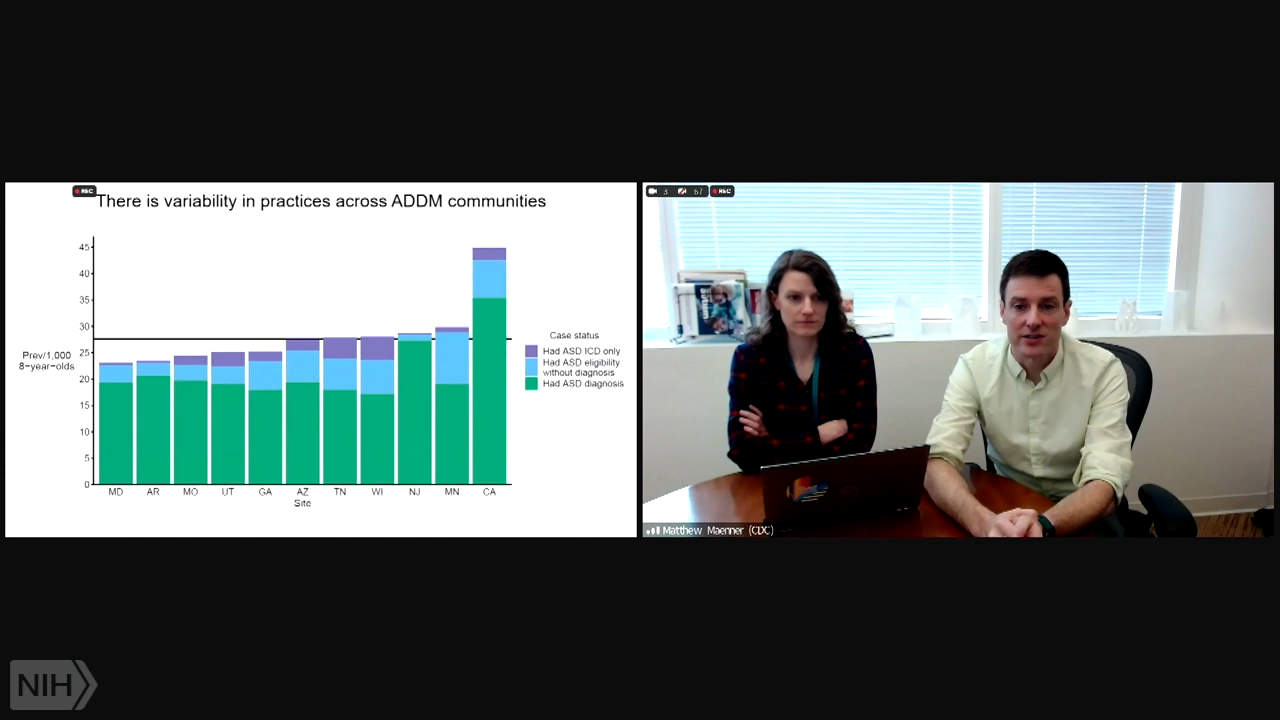 REC
There is variability in practices across ADDM communities
45
40
35
30
25
20
15
10
5
0
Prev/1,000
8−year−olds
MD AR MO UT GA AZ TN WI NJ MN CA
Site
Case status
Had ASD ICD only
Had ASD eligibility
without diagnosis
Had ASD diagnosis
3 67 REC
Matthew Maenner (CDC)
NIH